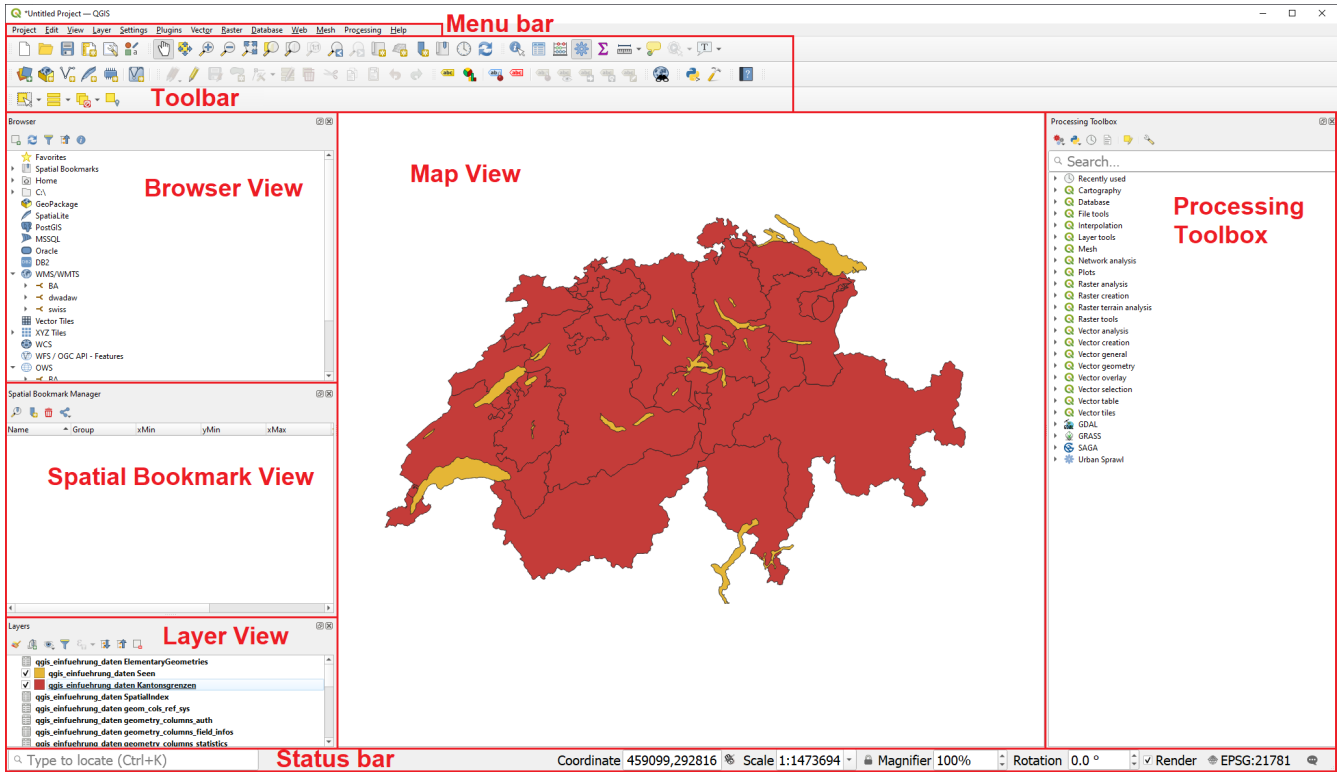 *Untitled Project — QGIS
Project Edit View Layer Settings Plugins Vector Raster Database Web Mesh Processing Help
Menu bar
Toolbar
Browser
Favorites
Spatial Bookmarks
Home
C:\
GeoPackage
SpatiaLite
PostGIS
MSSQL
Oracle
DB2
WMS/WMTS
BA
dwadaw
swiss
Vector Tiles
XYZ Tiles
WCS
WFS / OGC API - Features
OWS
BA
Browser View
Spatial Bookmark Manager
Name Group xMin yMin xMax
Spatial Bookmark View
Layers
Layer View
qgis_einfuehrung_daten ElementaryGeometries
qgis_einfuehrung_daten Seen
qgis_einfuehrung_daten Kantonsgrenzen
qgis_einfuehrung_daten SpatialIndex
qgis_einfuehrung_daten geom_cols_ref_sys
qgis_einfuehrung_daten geometry_columns_auth
qgis_einfuehrung_daten geometry_columns_field_infos
qgis_einfuehrung_daten geometry_columns_statistics
Map View
Processing Toolbox
Search...
Recently used
Cartography
Database
File tools
Interpolation
Layer tools
Mesh
Network analysis
Plots
Raster analysis
Raster creation
Raster terrain analysis
Raster tools
Vector analysis
Vector creation
Vector general
Vector geometry
Vector overlay
Vector selection
Vector table
Vector tiles
GDAL
GRASS
SAGA
Urban Sprawl
Processing
Toolbox
Type to locate (Ctrl+K)
Status bar
Coordinate 459099,292816 Scale 1:1473694 Magnifier 100% Rotation 0.0 ° Render EPSG:21781